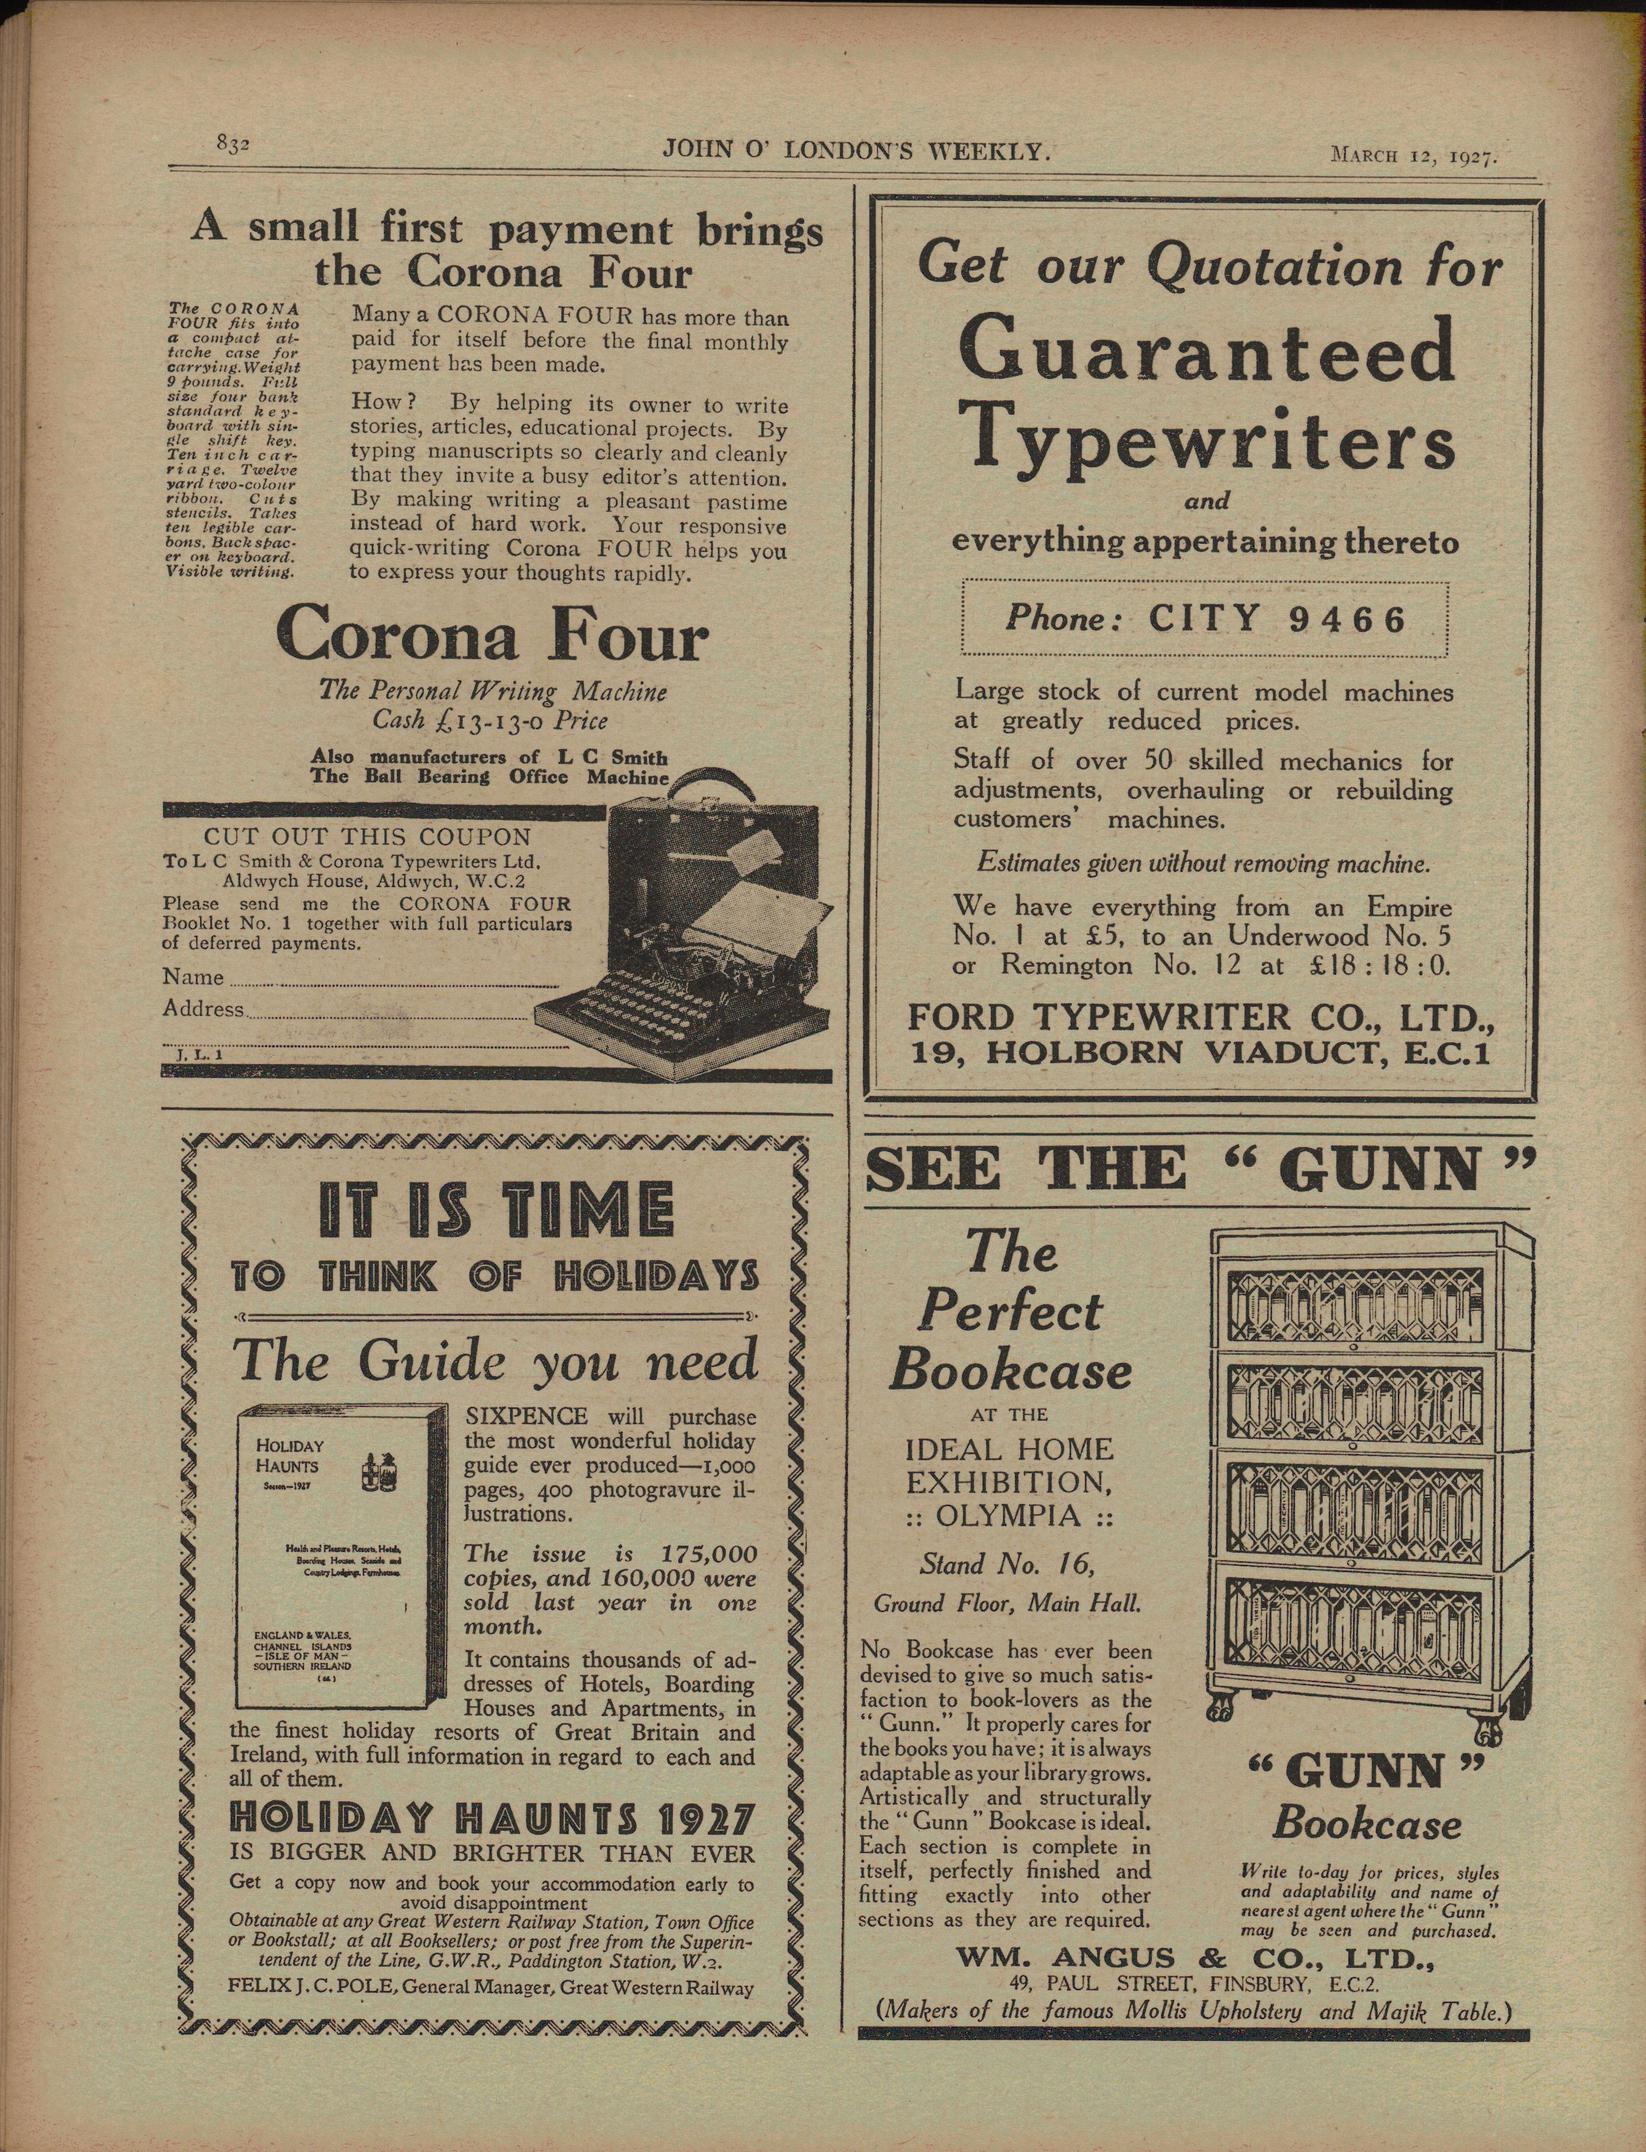 832
JOHN O' LONDON'S WEEKLY.
MARCH 12, 1927.
A small first payment brings
the Corona Four
The CORONA
FOUR fits into
a compact at-
tache case for
carrying. Weight
9 pounds. Full
size four bank
standard key-
board with sin-
gle shift key.
Ten inch car-
riage. Twelve
yard two-colour
ribbon. Cuts
stencils. Takes
ten legible car-
bons. Back spac-
er on keyboard.
Visible writing.
Many a CORONA FOUR has more than
paid for itself before the final monthly
payment has been made.
How? By helping its owner to write
stories, articles, educational projects. By
typing manuscripts so clearly and cleanly
that they invite a busy editor's attention.
By making writing a pleasant pastime
instead of hard work. Your responsive
quick-writing Corona FOUR helps you
to express your thoughts rapidly.
Corona Four
The Personal Writing Machine
Cash £13-13-0 Price
Also manufacturers of L C Smith
The Ball Bearing Office Machine
CUT OUT THIS COUPON
To L C Smith & Corona Typewriters Ltd,
Aldwych House, Aldwych, W.C.2
Please send me the CORONA FOUR
Booklet No. 1 together with full particulars
of deferred payments.
Name
Address
J. L. 1
CORONA
Get our Quotation for
Guaranteed
Typewriters
and
everything appertaining thereto
Phone: CITY 9466
Large stock of current model machines
at greatly reduced prices.
Staff of over 50 skilled mechanics for
adjustments, overhauling or rebuilding
customers' machines.
Estimates given without removing machine.
We have everything from an Empire
No. 1 at £5, to an Underwood No. 5
or Remington No. 12 at £18 : 18 : 0.
FORD TYPEWRITER CO., LTD.,
19, HOLBORN VIADUCT, E.C.1
IT IS TIME
TO THINK OF HOLIDAYS
The Guide you need
HOLIDAY
HAUNTS
Season—1927
Health and Pleasure Resorts, Hotels,
Boarding Houses, Seaside and
Country Lodgings, Farmhouses.
ENGLAND & WALES,
CHANNEL ISLANDS
—ISLE OF MAN—
SOUTHERN IRELAND
(6d.)
SIXPENCE will purchase
the most wonderful holiday
guide ever produced—1,000
pages, 400 photogravure il-
lustrations.
The issue is 175,000
copies, and 160,000 were
sold last year in one
month.
It contains thousands of ad-
dresses of Hotels, Boarding
Houses and Apartments, in
the finest holiday resorts of Great Britain and
Ireland, with full information in regard to each and
all of them.
HOLIDAY HAUNTS 1927
IS BIGGER AND BRIGHTER THAN EVER
Get a copy now and book your accommodation early to
avoid disappointment
Obtainable at any Great Western Railway Station, Town Office
or Bookstall; at all Booksellers; or post free from the Superin-
tendent of the Line, G.W.R., Paddington Station, W.2.
FELIX J. C. POLE, General Manager, Great Western Railway
SEE THE “ GUNN ”
The
Perfect
Bookcase
AT THE
IDEAL HOME
EXHIBITION,
:: OLYMPIA ::
Stand No. 16,
Ground Floor, Main Hall.
No Bookcase has ever been
devised to give so much satis-
faction to book-lovers as the
“ Gunn.” It properly cares for
the books you have; it is always
adaptable as your library grows.
Artistically and structurally
the “ Gunn ” Bookcase is ideal.
Each section is complete in
itself, perfectly finished and
fitting exactly into other
sections as they are required.
“ GUNN ”
Bookcase
Write to-day for prices, styles
and adaptability and name of
nearest agent where the “ Gunn ”
may be seen and purchased.
WM. ANGUS & CO., LTD.,
49, PAUL STREET, FINSBURY, E.C.2.
(Makers of the famous Mollis Upholstery and Majik Table.)